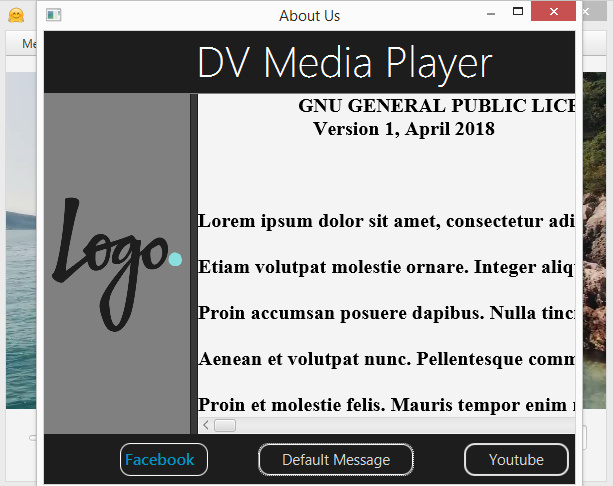 About Us
Me
DV Media Player
GNU GENERAL PUBLIC LICE
Version 1, April 2018
Logo.
Lorem ipsum dolor sit amet, consectetur adi
Etiam volutpat molestie ornare. Integer aliq
Proin accumsan posuere dapibus. Nulla tinc
Aenean et volutpat nunc. Pellentesque comm
Proin et molestie felis. Mauris tempor enim
Facebook
Default Message
Youtube